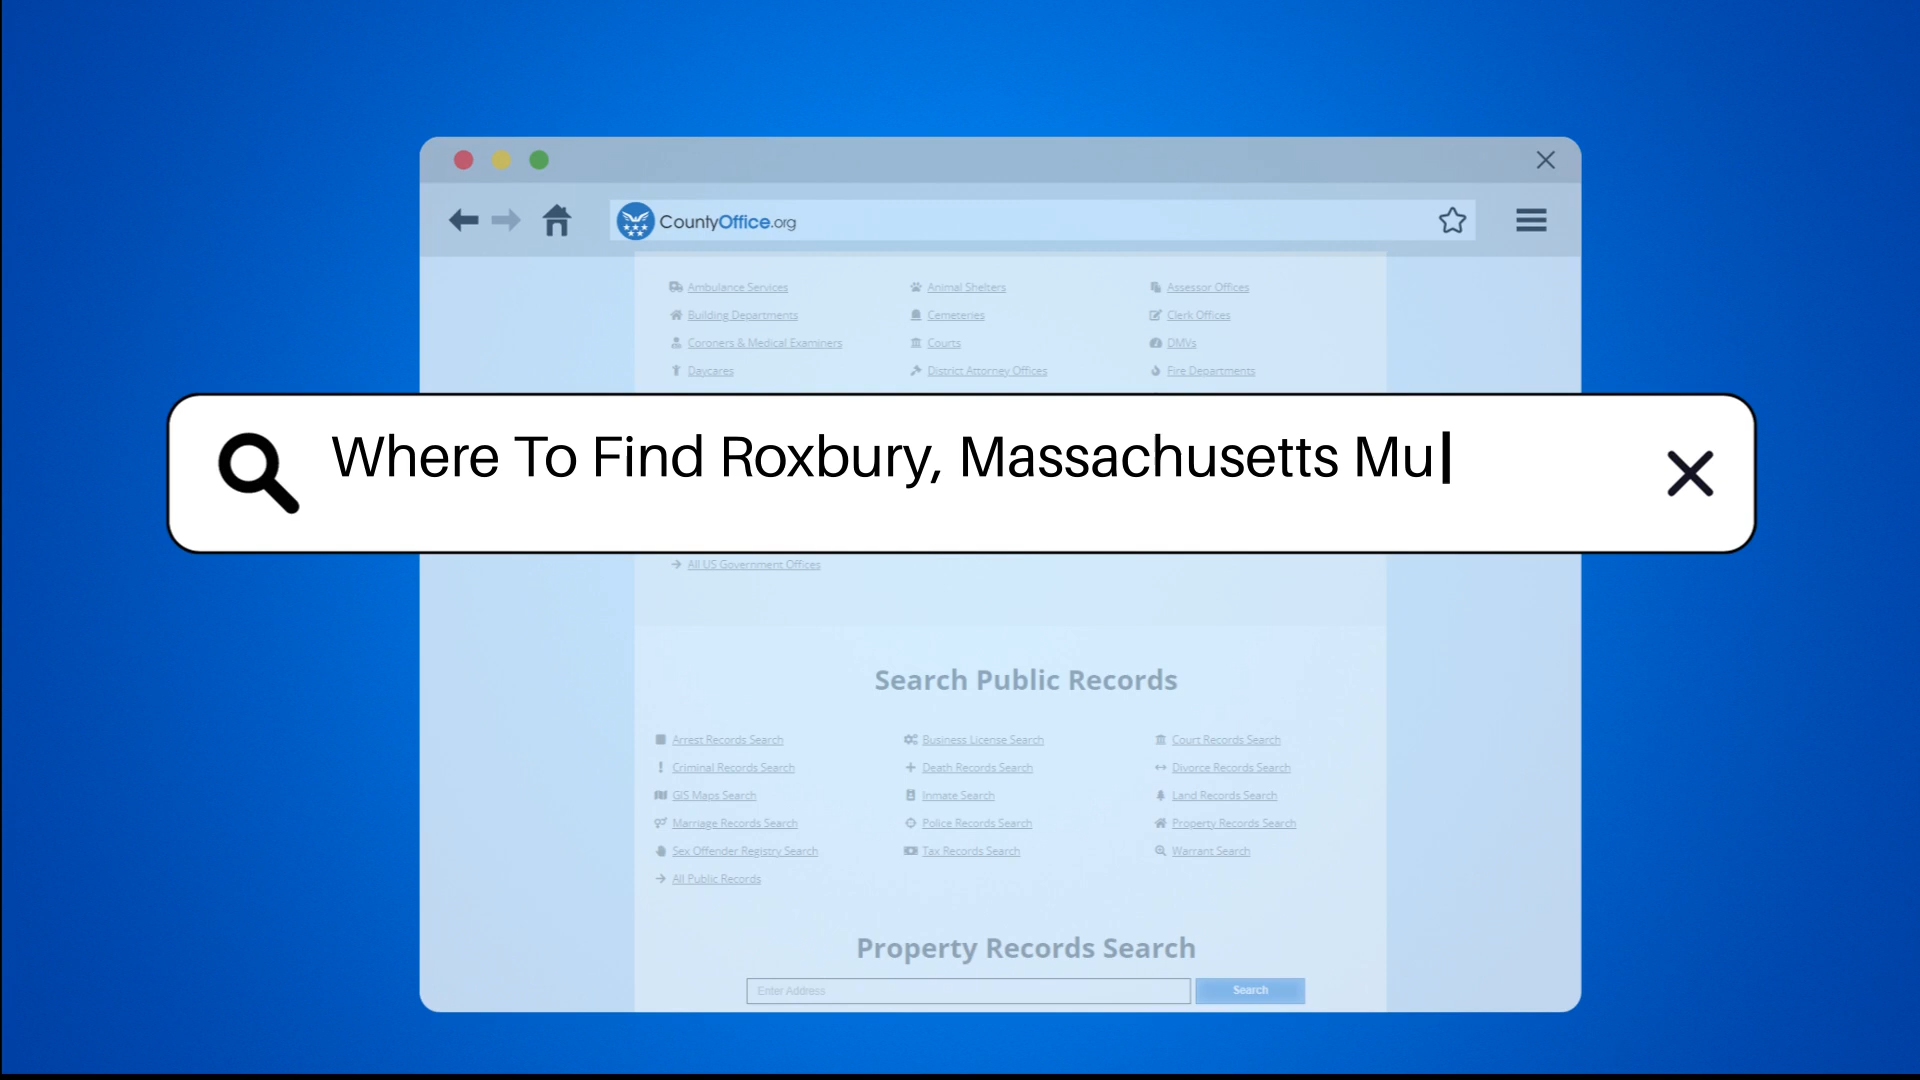 CountyOffice.org
Ambulance Services Animal Shelters Assessor Offices
Building Departments Cemeteries Clerk Offices
Coroners & Medical Examiners Courts DMVs
Daycares District Attorney Offices Fire Departments
Where To Find Roxbury, Massachusetts Mu
All US Government Offices
Search Public Records
Arrest Records Search Business License Search Court Records Search
Criminal Records Search Death Records Search Divorce Records Search
GIS Maps Search Inmate Search Land Records Search
Marriage Records Search Police Records Search Property Records Search
Sex Offender Registry Search Tax Records Search Warrant Search
All Public Records
Property Records Search
Enter Address Search